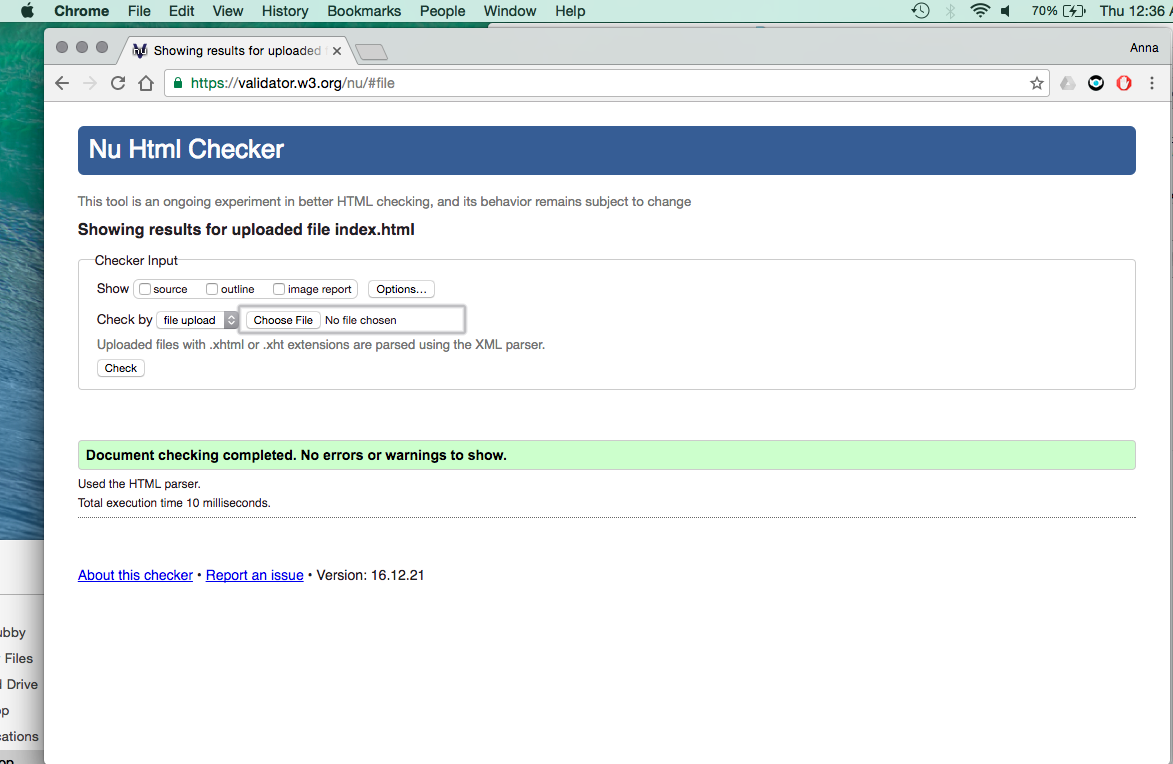 Chrome File Edit View History Bookmarks People Window Help 70% Thu 12:36
nu Showing results for uploaded
Anna
https://validator.w3.org/nu/#file
Nu Html Checker
This tool is an ongoing experiment in better HTML checking, and its behavior remains subject to change
Showing results for uploaded file index.html
Checker Input
Show source outline image report Options...
Check by file upload Choose File No file chosen
Uploaded files with .xhtml or .xht extensions are parsed using the XML parser.
Check
Document checking completed. No errors or warnings to show.
Used the HTML parser.
Total execution time 10 milliseconds.
About this checker • Report an issue • Version: 16.12.21
Files
Drive